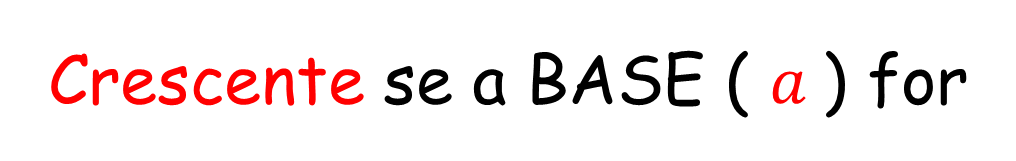 Crescente se a BASE ( a ) for